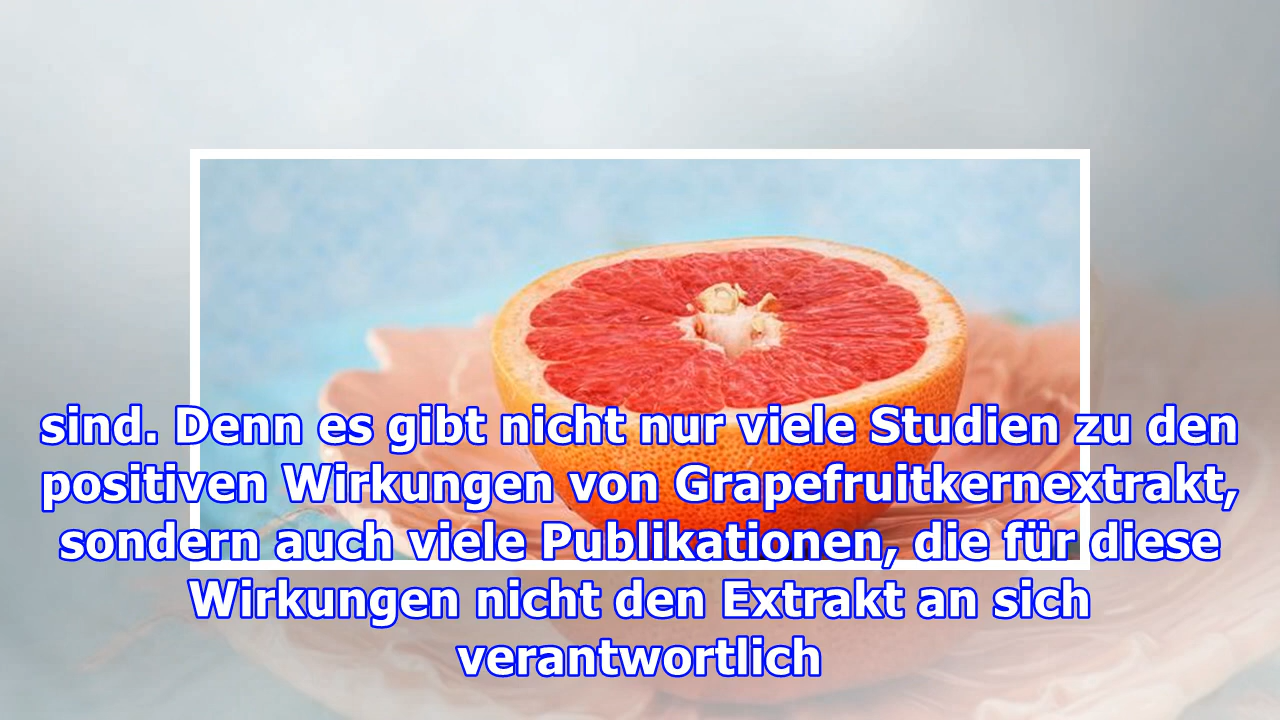 sind. Denn es gibt nicht nur viele Studien zu den
positiven Wirkungen von Grapefruitkernextrakt,
sondern auch viele Publikationen, die für diese
Wirkungen nicht den Extrakt an sich
verantwortlich